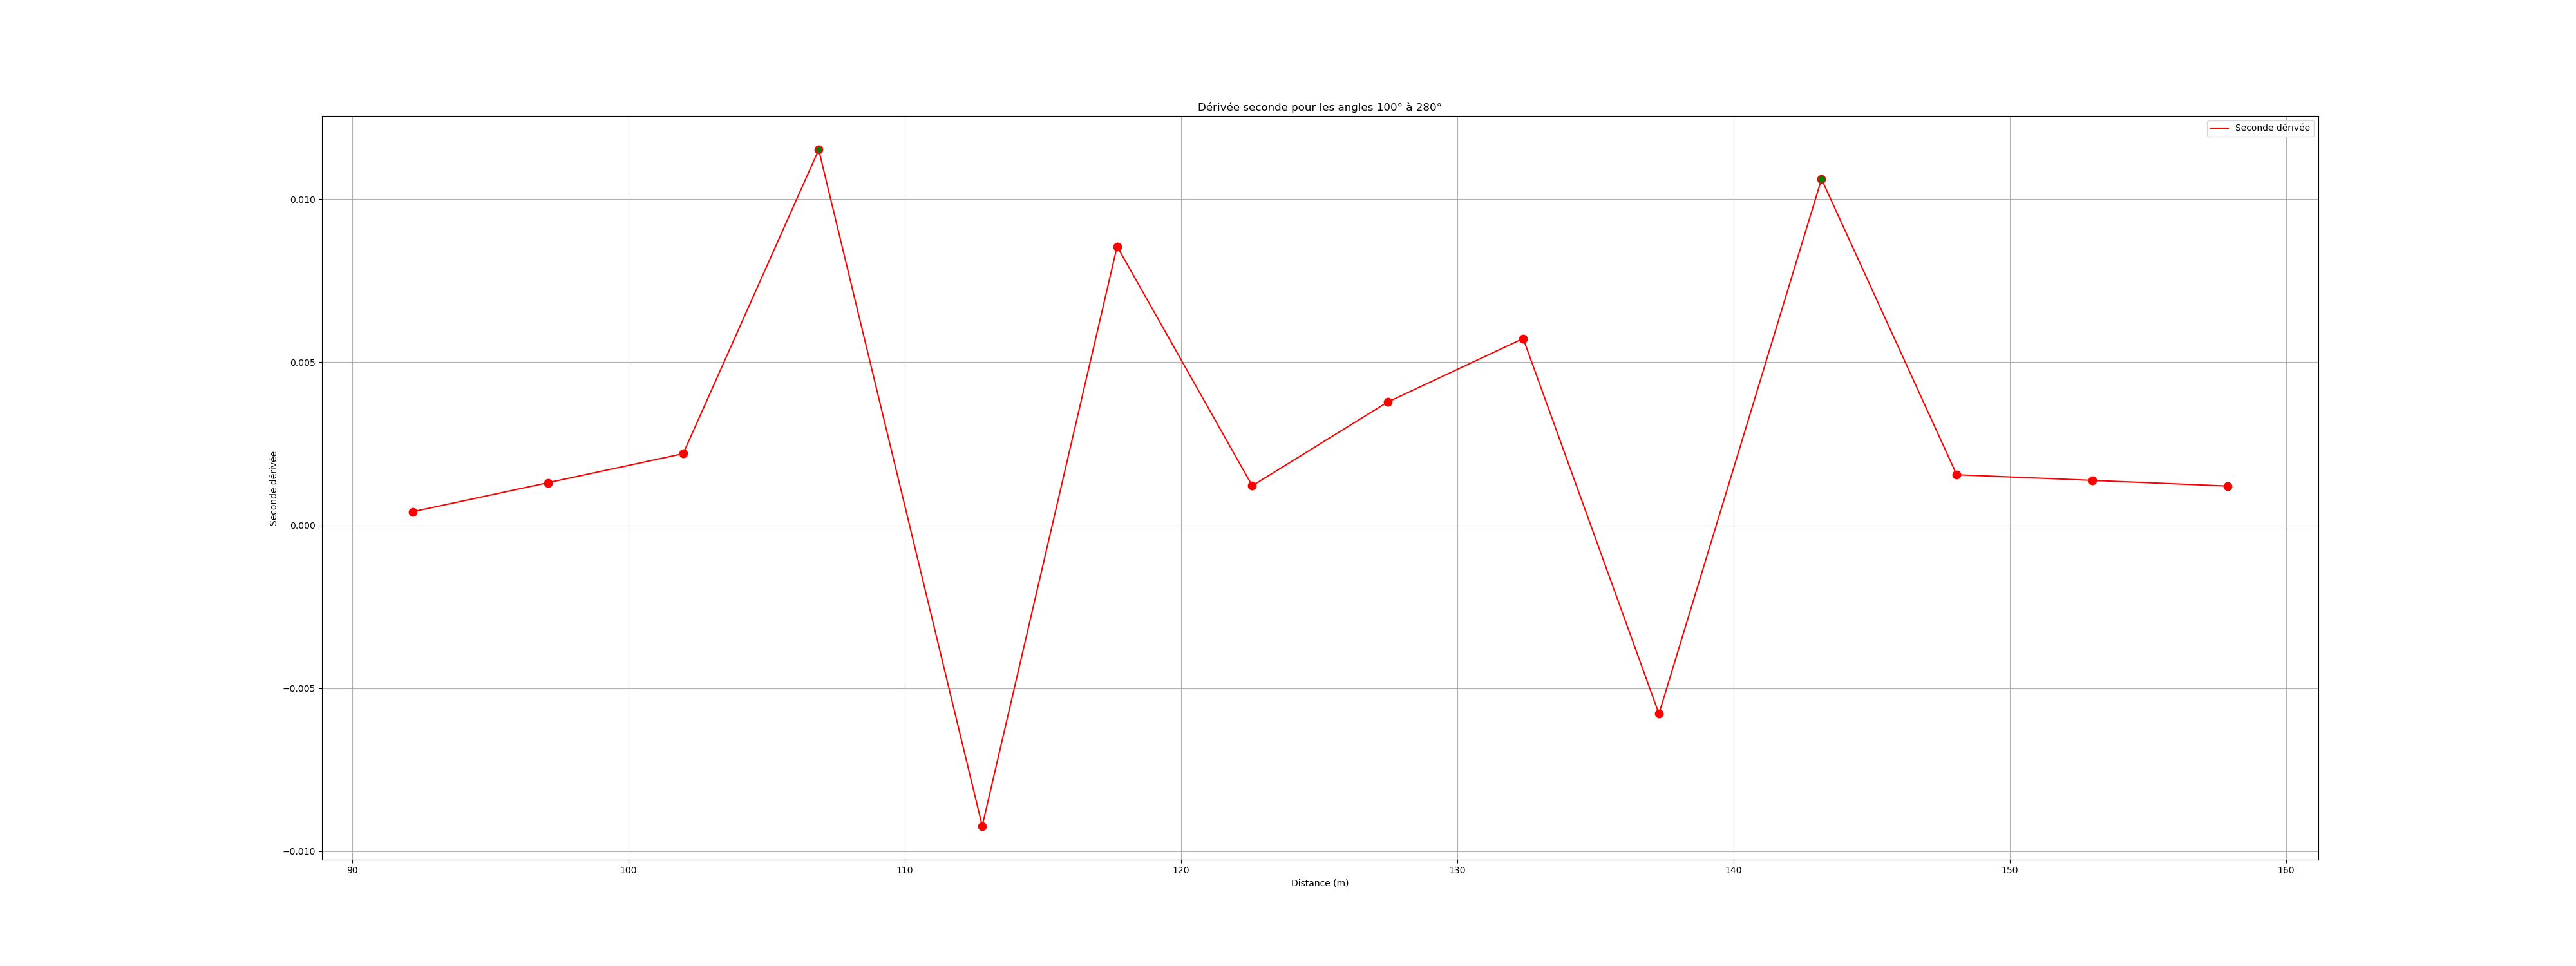 Dérivée seconde pour les angles 100° à 280°
Seconde dérivée
0.010
0.005
0.000
−0.005
−0.010
Seconde dérivée
90 100 110 120 130 140 150 160
Distance (m)